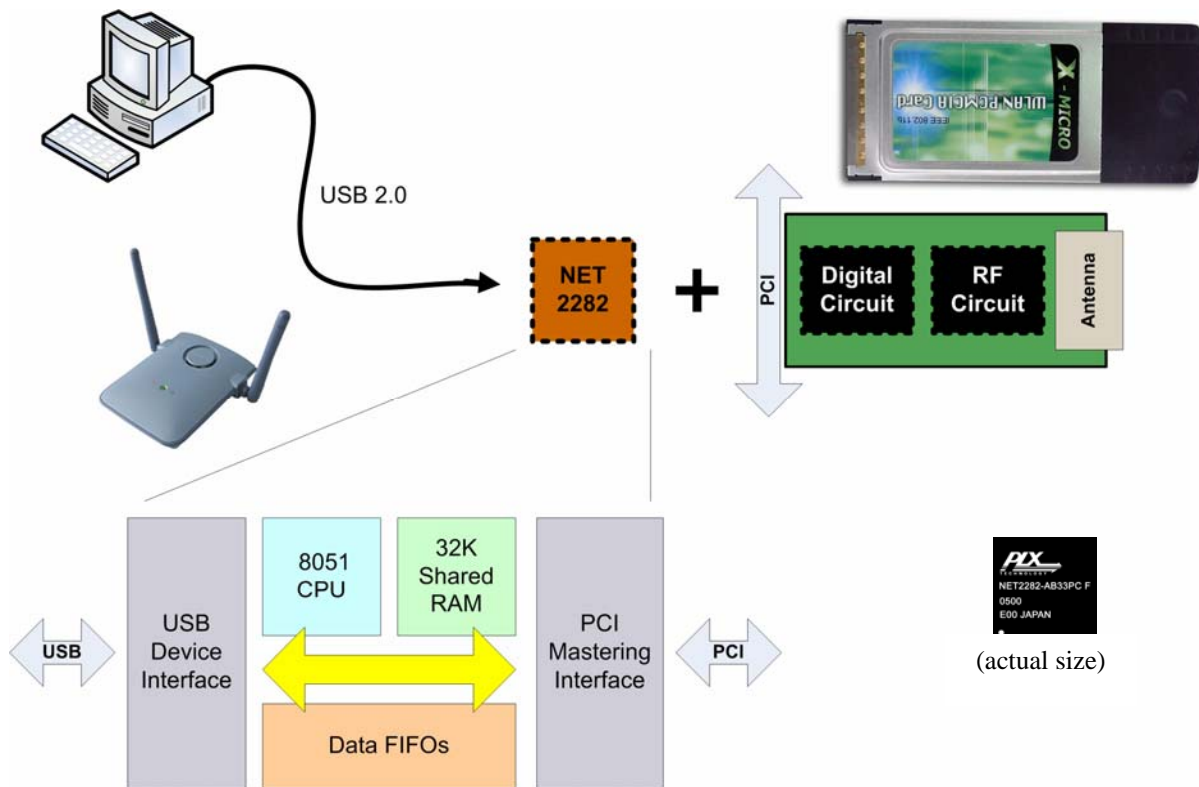 USB 2.0
NET
2282
PCI
Digital
Circuit
RF
Circuit
Antenna
X - MICRO
WLAN PCMCIA Card
IEEE 802.11b
8051
CPU
32K
Shared
RAM
USB
Device
Interface
PCI
Mastering
Interface
Data FIFOs
USB
PCI
PLX
TECHNOLOGY
NET2282-AB33PC F
0500
E00 JAPAN
(actual size)